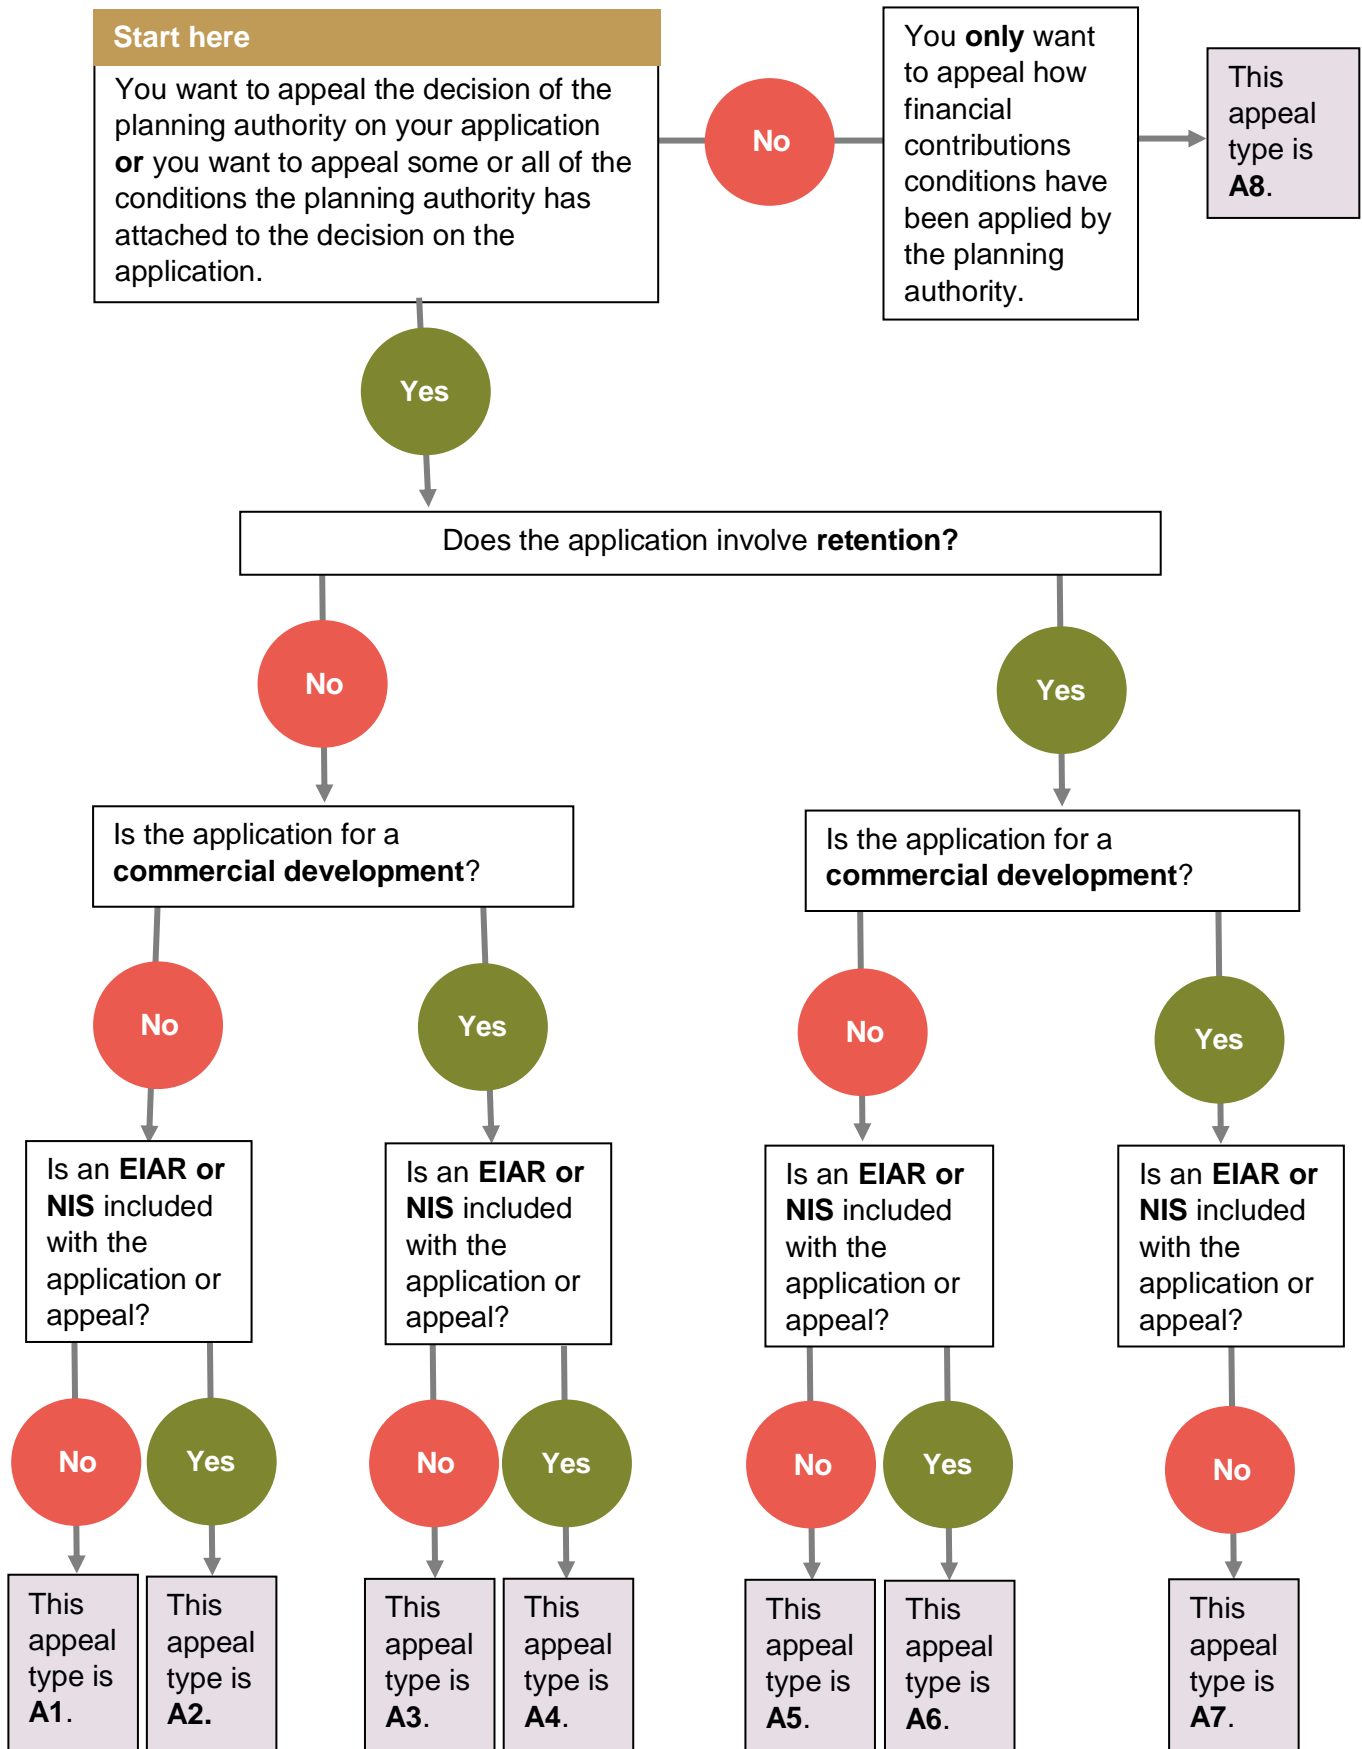 Start here
You want to appeal the decision of the
planning authority on your application
or you want to appeal some or all of the
conditions the planning authority has
attached to the decision on the
application.
No
You only want
to appeal how
financial
contributions
conditions have
been applied by
the planning
authority.
This
appeal
type is
A8.
Yes
Does the application involve retention?
No
Yes
Is the application for a
commercial development?
Is the application for a
commercial development?
No
Yes
No
Yes
Is an EIAR or
NIS included
with the
application or
appeal?
Is an EIAR or
NIS included
with the
application or
appeal?
Is an EIAR or
NIS included
with the
application or
appeal?
Is an EIAR or
NIS included
with the
application or
appeal?
No
Yes
No
Yes
No
Yes
No
This
appeal
type is
A1.
This
appeal
type is
A2.
This
appeal
type is
A3.
This
appeal
type is
A4.
This
appeal
type is
A5.
This
appeal
type is
A6.
This
appeal
type is
A7.